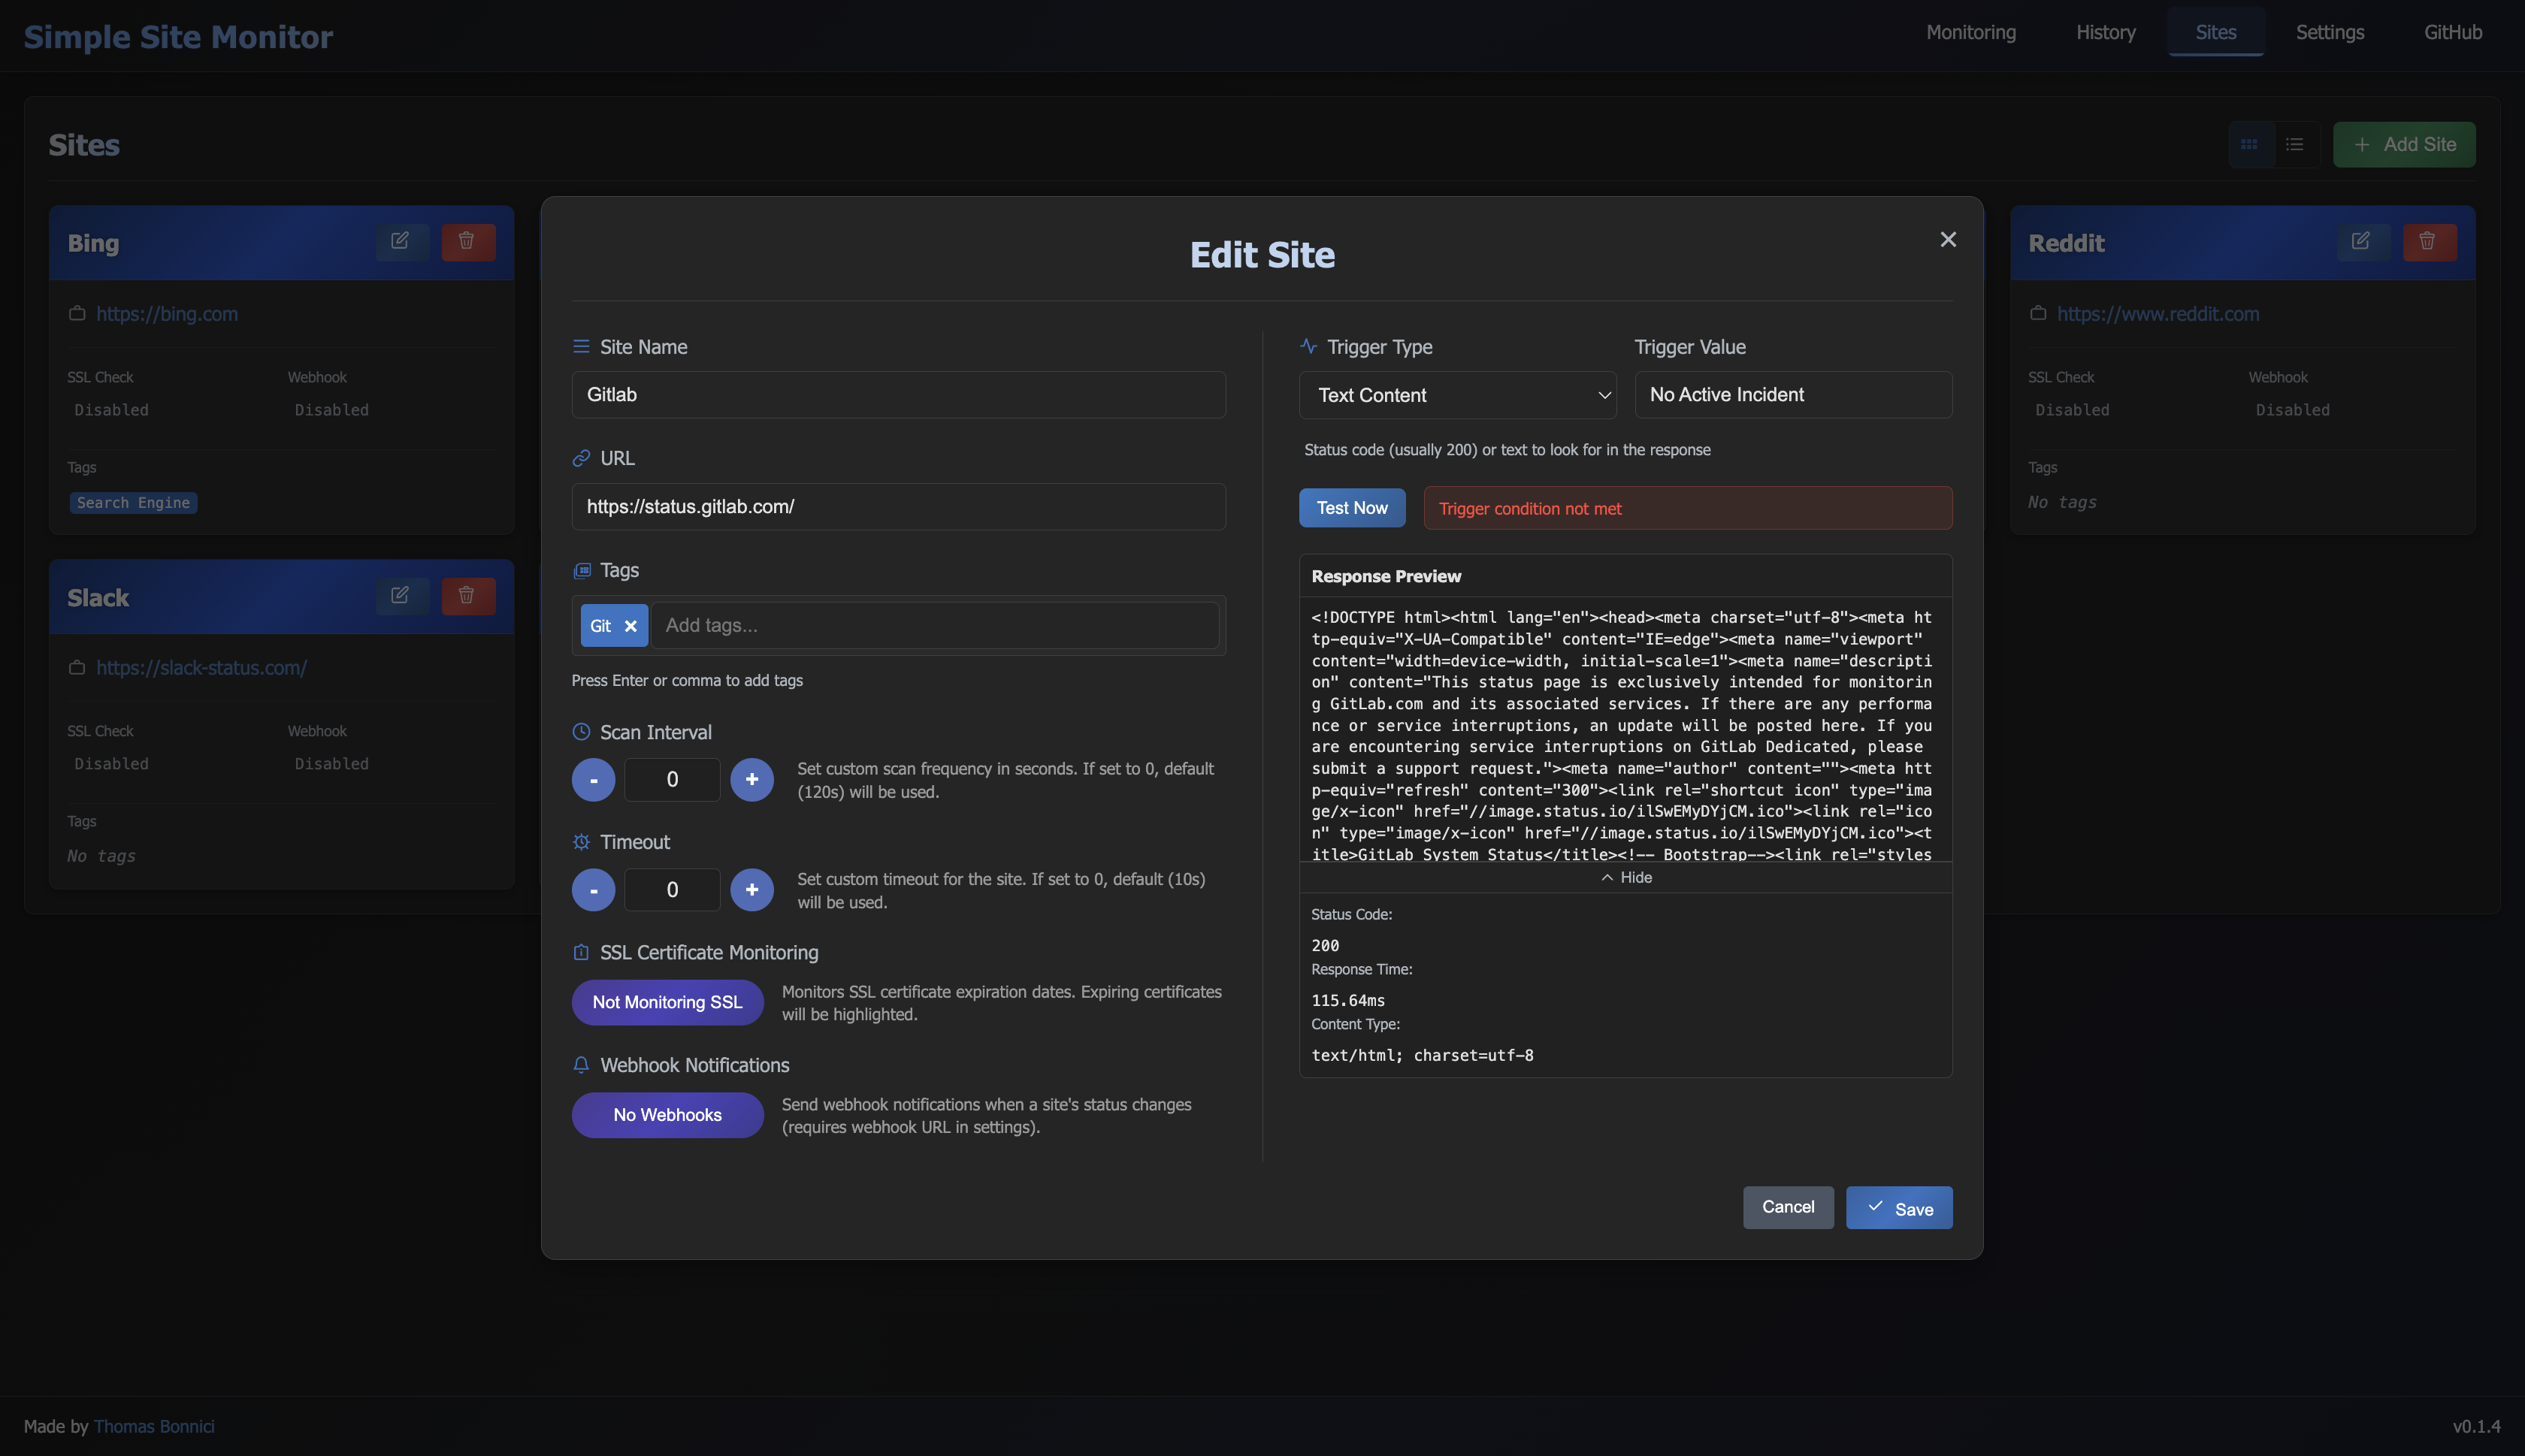 Simple Site Monitor
Monitoring
History
Sites
Settings
GitHub
Sites
+ Add Site
Bing
https://bing.com
SSL Check
Webhook
Disabled
Disabled
Tags
Search Engine
Slack
https://slack-status.com/
SSL Check
Webhook
Disabled
Disabled
Tags
No tags
Edit Site
Site Name
Gitlab
URL
https://status.gitlab.com/
Tags
Git ×
Add tags...
Press Enter or comma to add tags
Scan Interval
-
0
+
Set custom scan frequency in seconds. If set to 0, default
(120s) will be used.
Timeout
-
0
+
Set custom timeout for the site. If set to 0, default (10s)
will be used.
SSL Certificate Monitoring
Not Monitoring SSL
Monitors SSL certificate expiration dates. Expiring certificates
will be highlighted.
Webhook Notifications
No Webhooks
Send webhook notifications when a site's status changes
(requires webhook URL in settings).
Trigger Type
Trigger Value
Text Content
No Active Incident
Status code (usually 200) or text to look for in the response
Test Now
Trigger condition not met
Response Preview
<!DOCTYPE html><html lang="en"><head><meta charset="utf-8"><meta ht
tp-equiv="X-UA-Compatible" content="IE=edge"><meta name="viewport"
content="width=device-width, initial-scale=1"><meta name="descripti
on" content="This status page is exclusively intended for monitorin
g GitLab.com and its associated services. If there are any performa
nce or service interruptions, an update will be posted here. If you
are encountering service interruptions on GitLab Dedicated, please
submit a support request."><meta name="author" content=""><meta htt
p-equiv="refresh" content="300"><link rel="shortcut icon" type="ima
ge/x-icon" href="//image.status.io/ilSwEMyDYjCM.ico"><link rel="ico
n" type="image/x-icon" href="//image.status.io/ilSwEMyDYjCM.ico"><t
itle>GitLab System Status</title><!-- Bootstrap--><link rel="styles
Hide
Status Code:
200
Response Time:
115.64ms
Content Type:
text/html; charset=utf-8
Cancel
Save
Reddit
https://www.reddit.com
SSL Check
Webhook
Disabled
Disabled
Tags
No tags
Made by Thomas Bonnici
v0.1.4